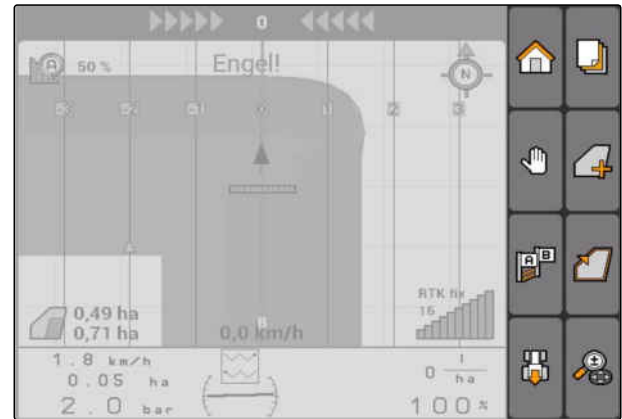 0
A 50 %
Engel!
N
-3 -2 -1 0 1 2 3
A
RTK fix
16
0,49 ha
0,71 ha
0,0 km/h
B
1.8 km/h
0.05 ha
2.0 bar
0 l
ha
100%
A B